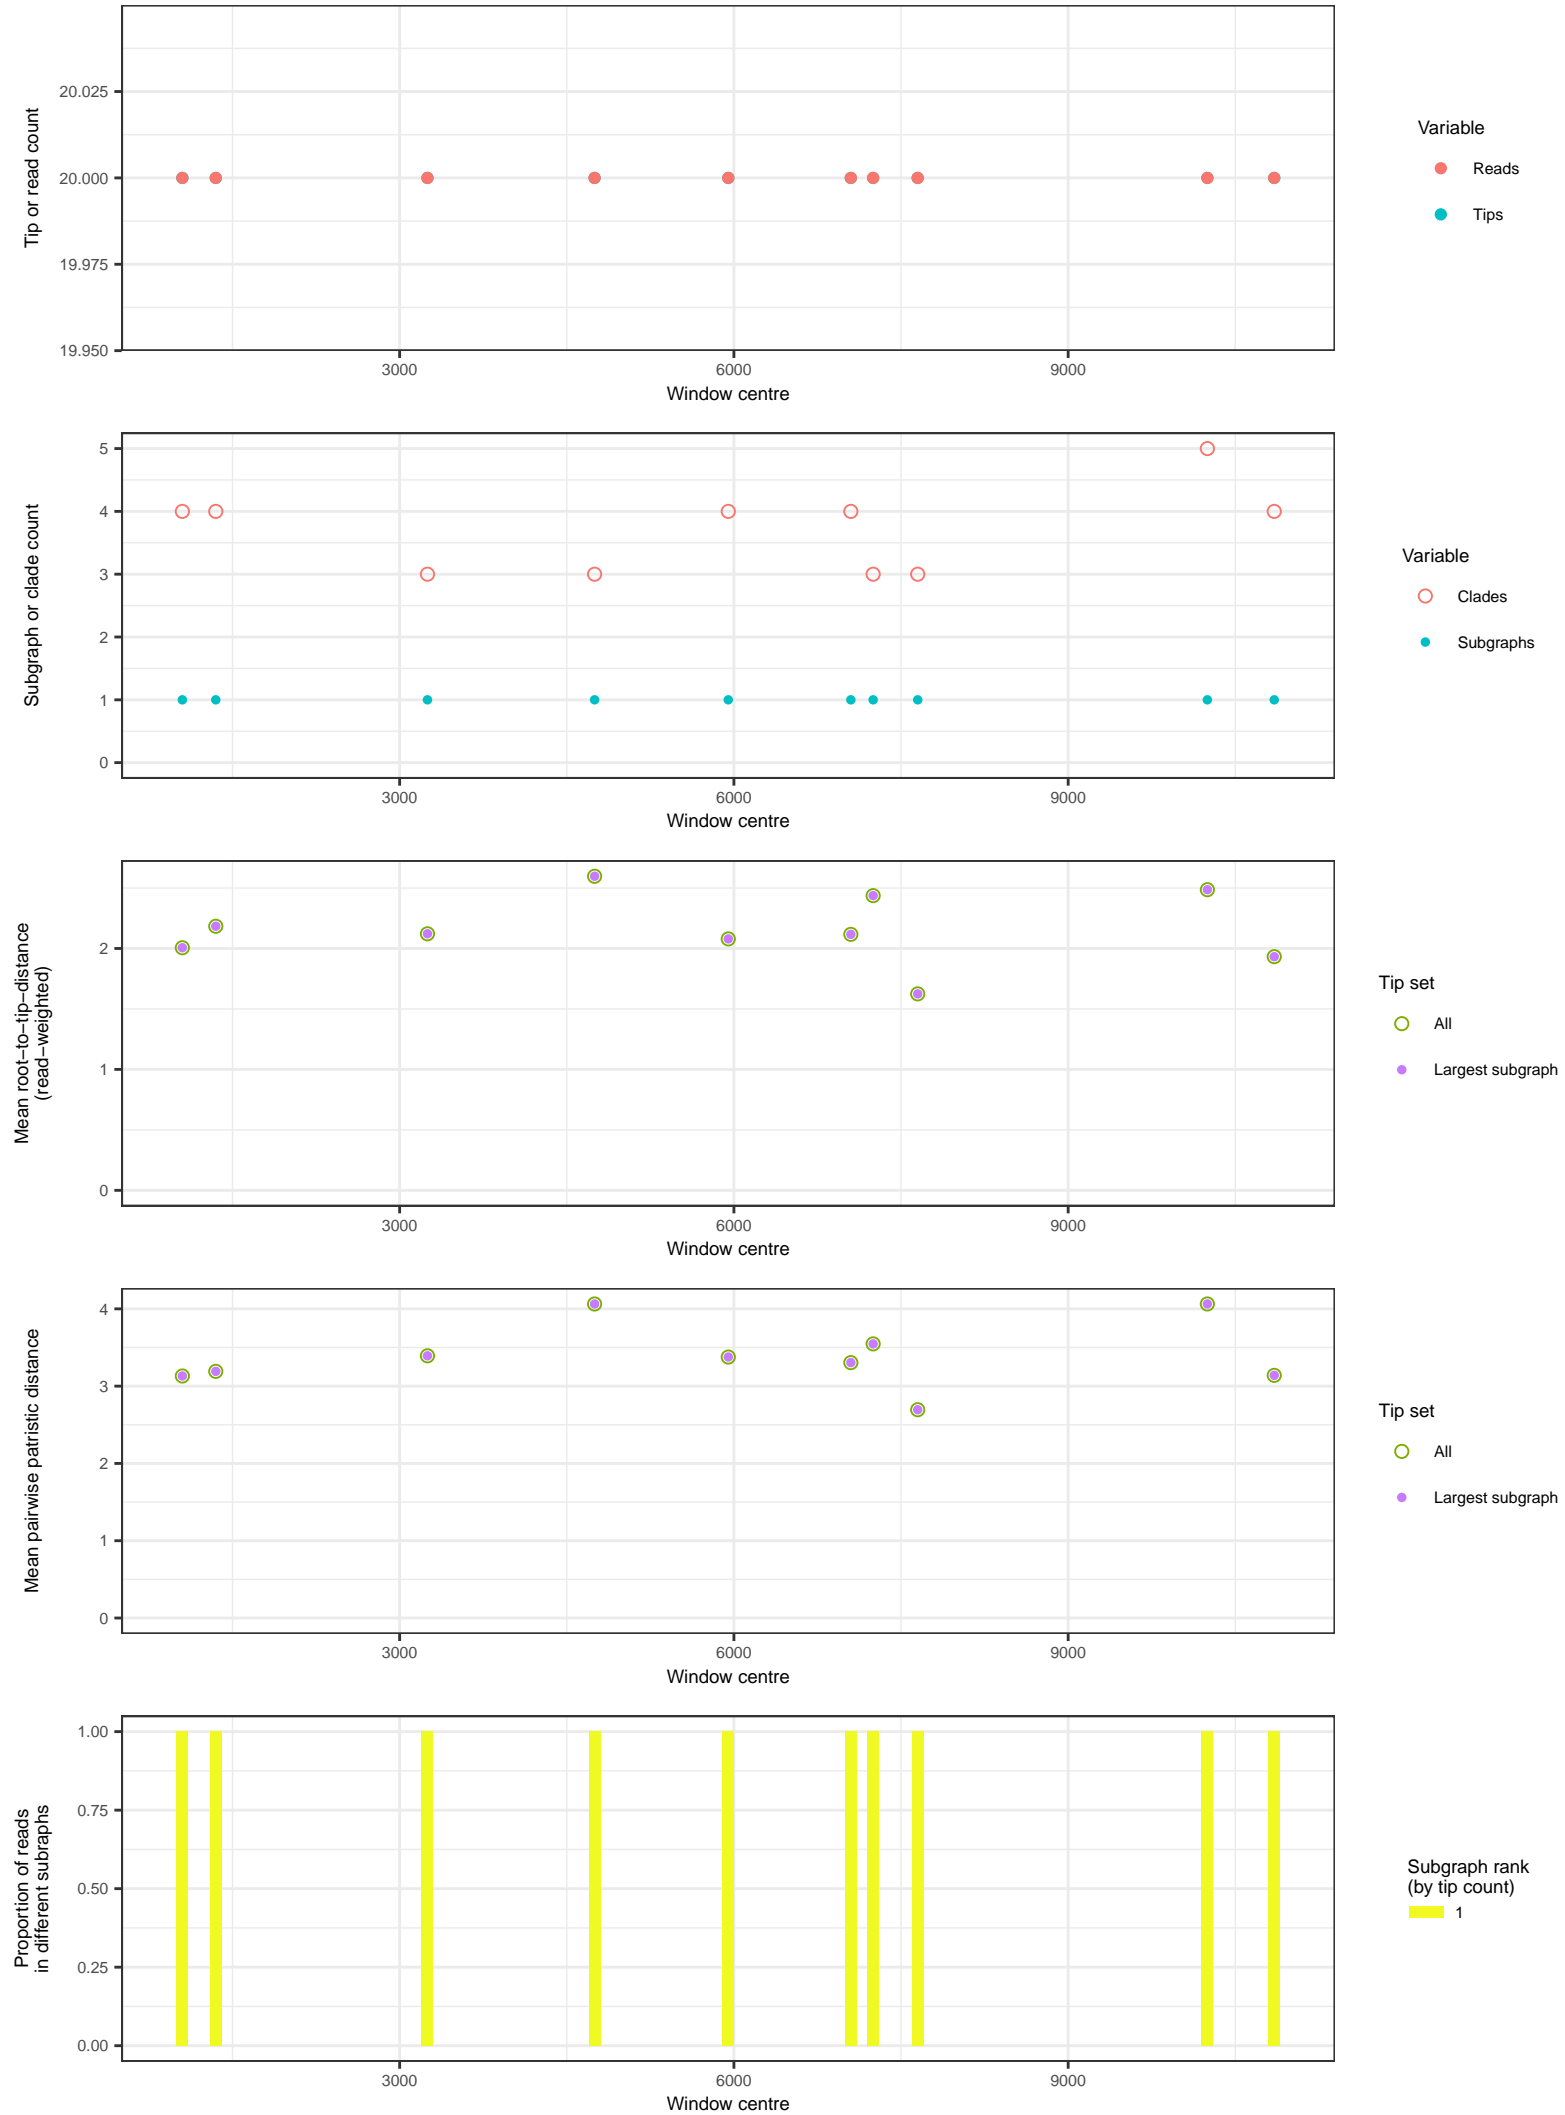 Tip or read count
20.025
20.000
19.975
19.950
3000
6000
9000
Window centre
Variable
Reads
Tips
Subgraph or clade count
5
4
3
2
1
0
3000
6000
9000
Window centre
Variable
Clades
Subgraphs
Mean root−to−tip−distance
(read−weighted)
2
1
0
3000
6000
9000
Window centre
Tip set
All
Largest subgraph
Mean pairwise patristic distance
4
3
2
1
0
3000
6000
9000
Window centre
Tip set
All
Largest subgraph
Proportion of reads
in different subraphs
1.00
0.75
0.50
0.25
0.00
3000
6000
9000
Window centre
Subgraph rank
(by tip count)
1